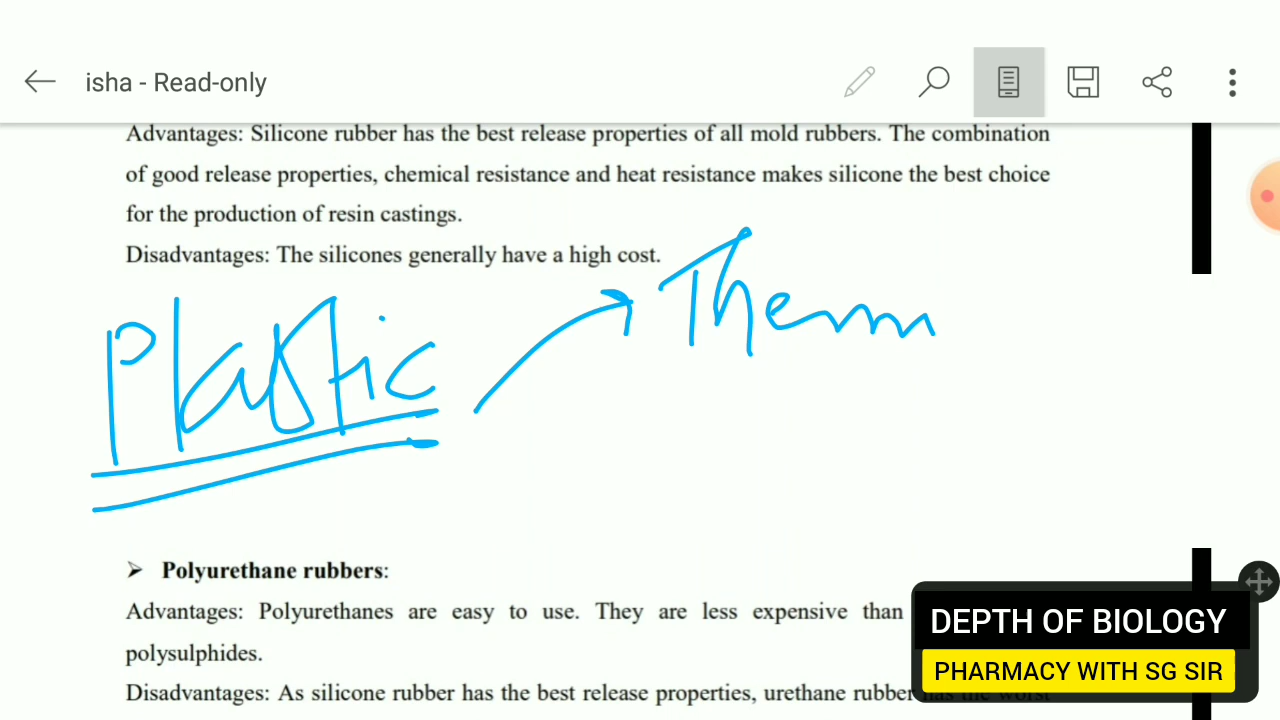 isha - Read-only
Advantages: Silicone rubber has the best release properties of all mold rubbers. The combination
of good release properties, chemical resistance and heat resistance makes silicone the best choice
for the production of resin castings.
Disadvantages: The silicones generally have a high cost.
Plastic
Therm
➢ Polyurethane rubbers:
Advantages: Polyurethanes are easy to use. They are less expensive than
polysulphides.
Disadvantages: As silicone rubber has the best release properties, urethane rubber has the worst
DEPTH OF BIOLOGY
PHARMACY WITH SG SIR